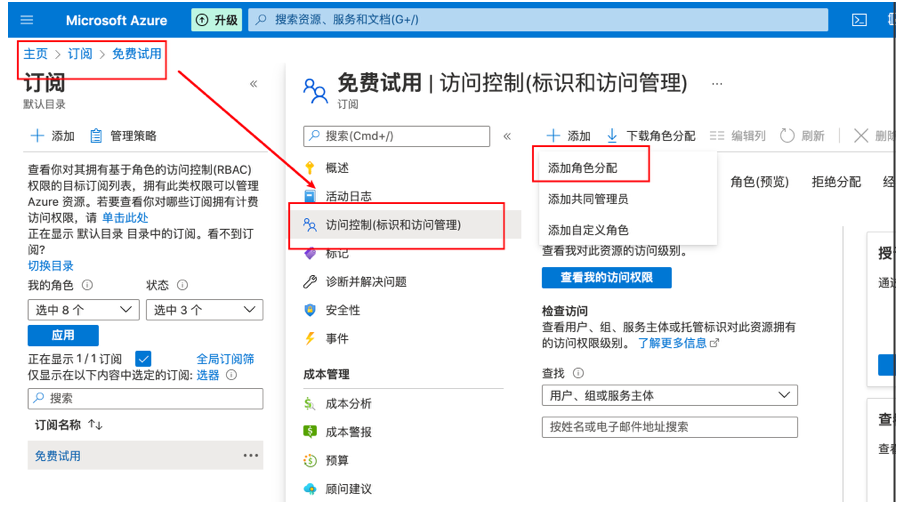 Microsoft Azure
升级
搜索资源、服务和文档(G+/)
主页 > 订阅 > 免费试用
订阅
默认目录
添加 管理策略
查看你对其拥有基于角色的访问控制(RBAC)
权限的目标订阅列表，拥有此类权限可以管理
Azure 资源。若要查看你对哪些订阅拥有计费
访问权限，请 单击此处
正在显示 默认目录 目录中的订阅。看不到订
阅?
切换目录
我的角色 状态
选中 8 个 选中 3 个
应用
正在显示 1 / 1 订阅 全局订阅筛
仅显示在以下内容中选定的订阅: 选器
搜索
订阅名称
免费试用
免费试用 | 访问控制(标识和访问管理)
订阅
搜索(Cmd+/)
概述
活动日志
访问控制(标识和访问管理)
标记
诊断并解决问题
安全性
事件
成本管理
成本分析
成本警报
预算
顾问建议
添加 下载角色分配 编辑列 刷新 删除
添加角色分配
添加共同管理员
添加自定义角色
角色(预览) 拒绝分配 经
查看我对此资源的访问级别。
查看我的访问权限
检查访问
查看用户、组、服务主体或托管标识对此资源拥有
的访问权限级别。 了解更多信息
查找
用户、组或服务主体
按姓名或电子邮件地址搜索
授
通过
查看
查看